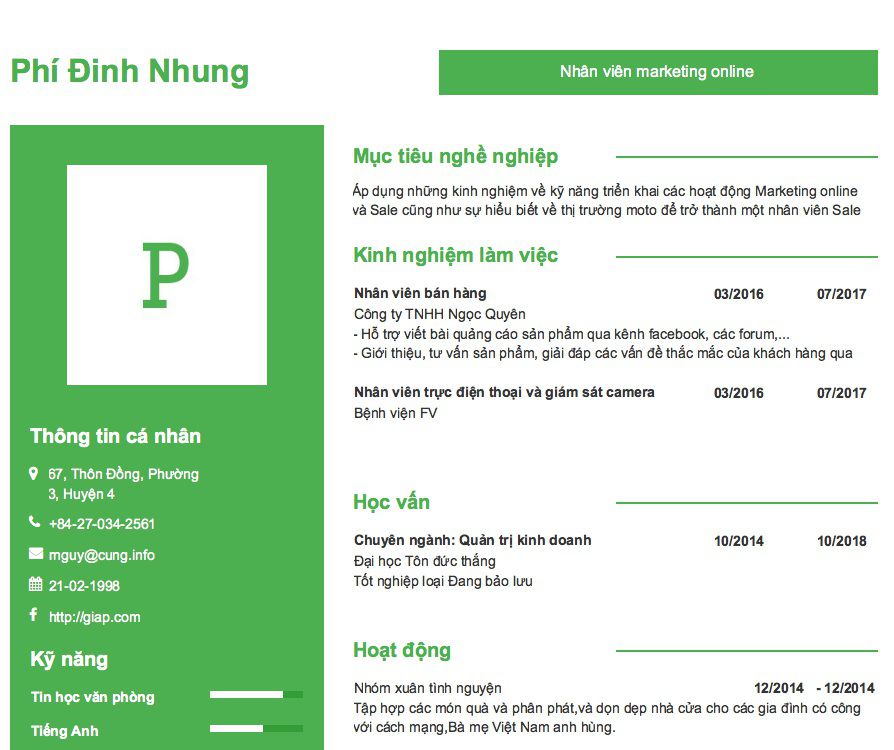 Phí Đinh Nhung
Nhân viên marketing online
P
Thông tin cá nhân
67, Thôn Đồng, Phường
3, Huyện 4
+84-27-034-2561
mguy@cung.info
21-02-1998
http://giap.com
Kỹ năng
Tin học văn phòng
Tiếng Anh
Mục tiêu nghề nghiệp
Áp dụng những kinh nghiệm về kỹ năng triển khai các hoạt động Marketing online
và Sale cũng như sự hiểu biết về thị trường moto để trở thành một nhân viên Sale
Kinh nghiệm làm việc
Nhân viên bán hàng 03/2016 07/2017
Công ty TNHH Ngọc Quyên
- Hỗ trợ viết bài quảng cáo sản phẩm qua kênh facebook, các forum,...
- Giới thiệu, tư vấn sản phẩm, giải đáp các vấn đề thắc mắc của khách hàng qua
Nhân viên trực điện thoại và giám sát camera 03/2016 07/2017
Bệnh viện FV
Học vấn
Chuyên ngành: Quản trị kinh doanh 10/2014 10/2018
Đại học Tôn đức thắng
Tốt nghiệp loại Đang bảo lưu
Hoạt động
Nhóm xuân tình nguyện 12/2014 - 12/2014
Tập hợp các món quà và phân phát,và dọn dẹp nhà cửa cho các gia đình có công
với cách mạng,Bà mẹ Việt Nam anh hùng.